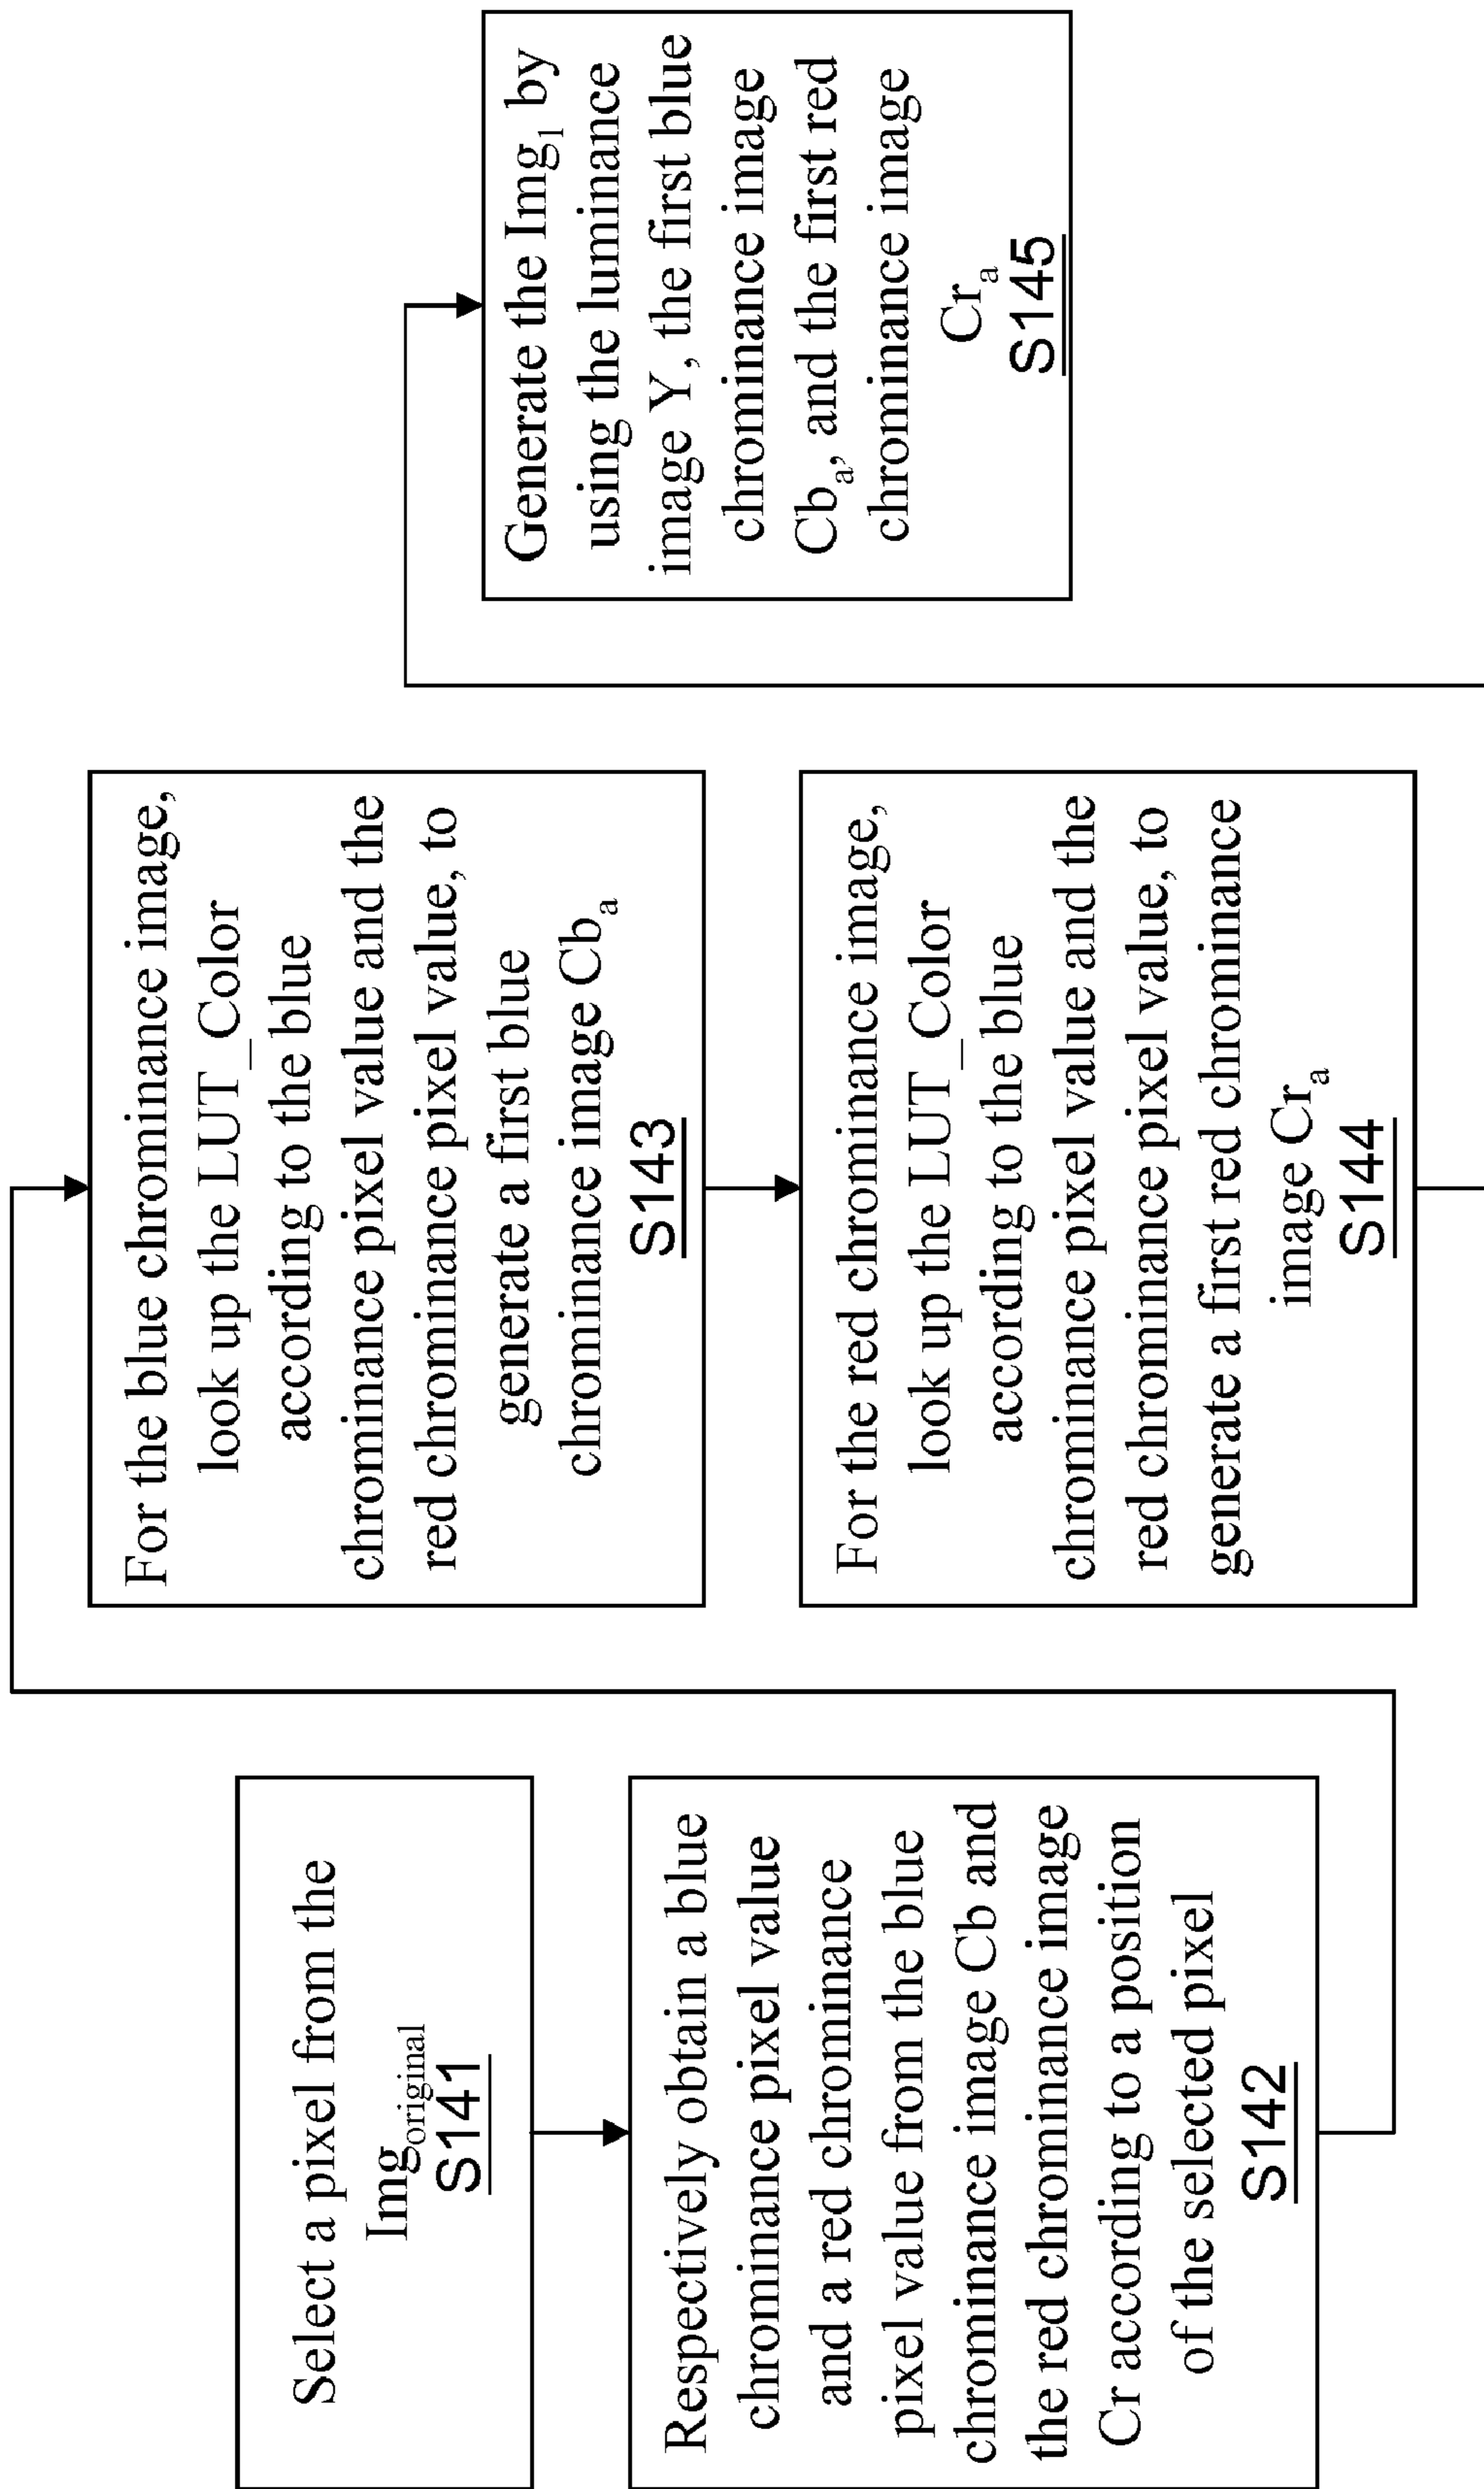 Select a pixel from the
Img_original
S141
Respectively obtain a blue
chrominance pixel value
and a red chrominance
pixel value from the blue
chrominance image Cb and
the red chrominance image
Cr according to a position
of the selected pixel
S142
For the blue chrominance image,
look up the LUT_Color
according to the blue
chrominance pixel value and the
red chrominance pixel value, to
generate a first blue
chrominance image Cb_a
S143
For the red chrominance image,
look up the LUT_Color
according to the blue
chrominance pixel value and the
red chrominance pixel value, to
generate a first red chrominance
image Cr_a
S144
Generate the Img_1 by
using the luminance
image Y, the first blue
chrominance image
Cb_a, and the first red
chrominance image
Cr_a
S145